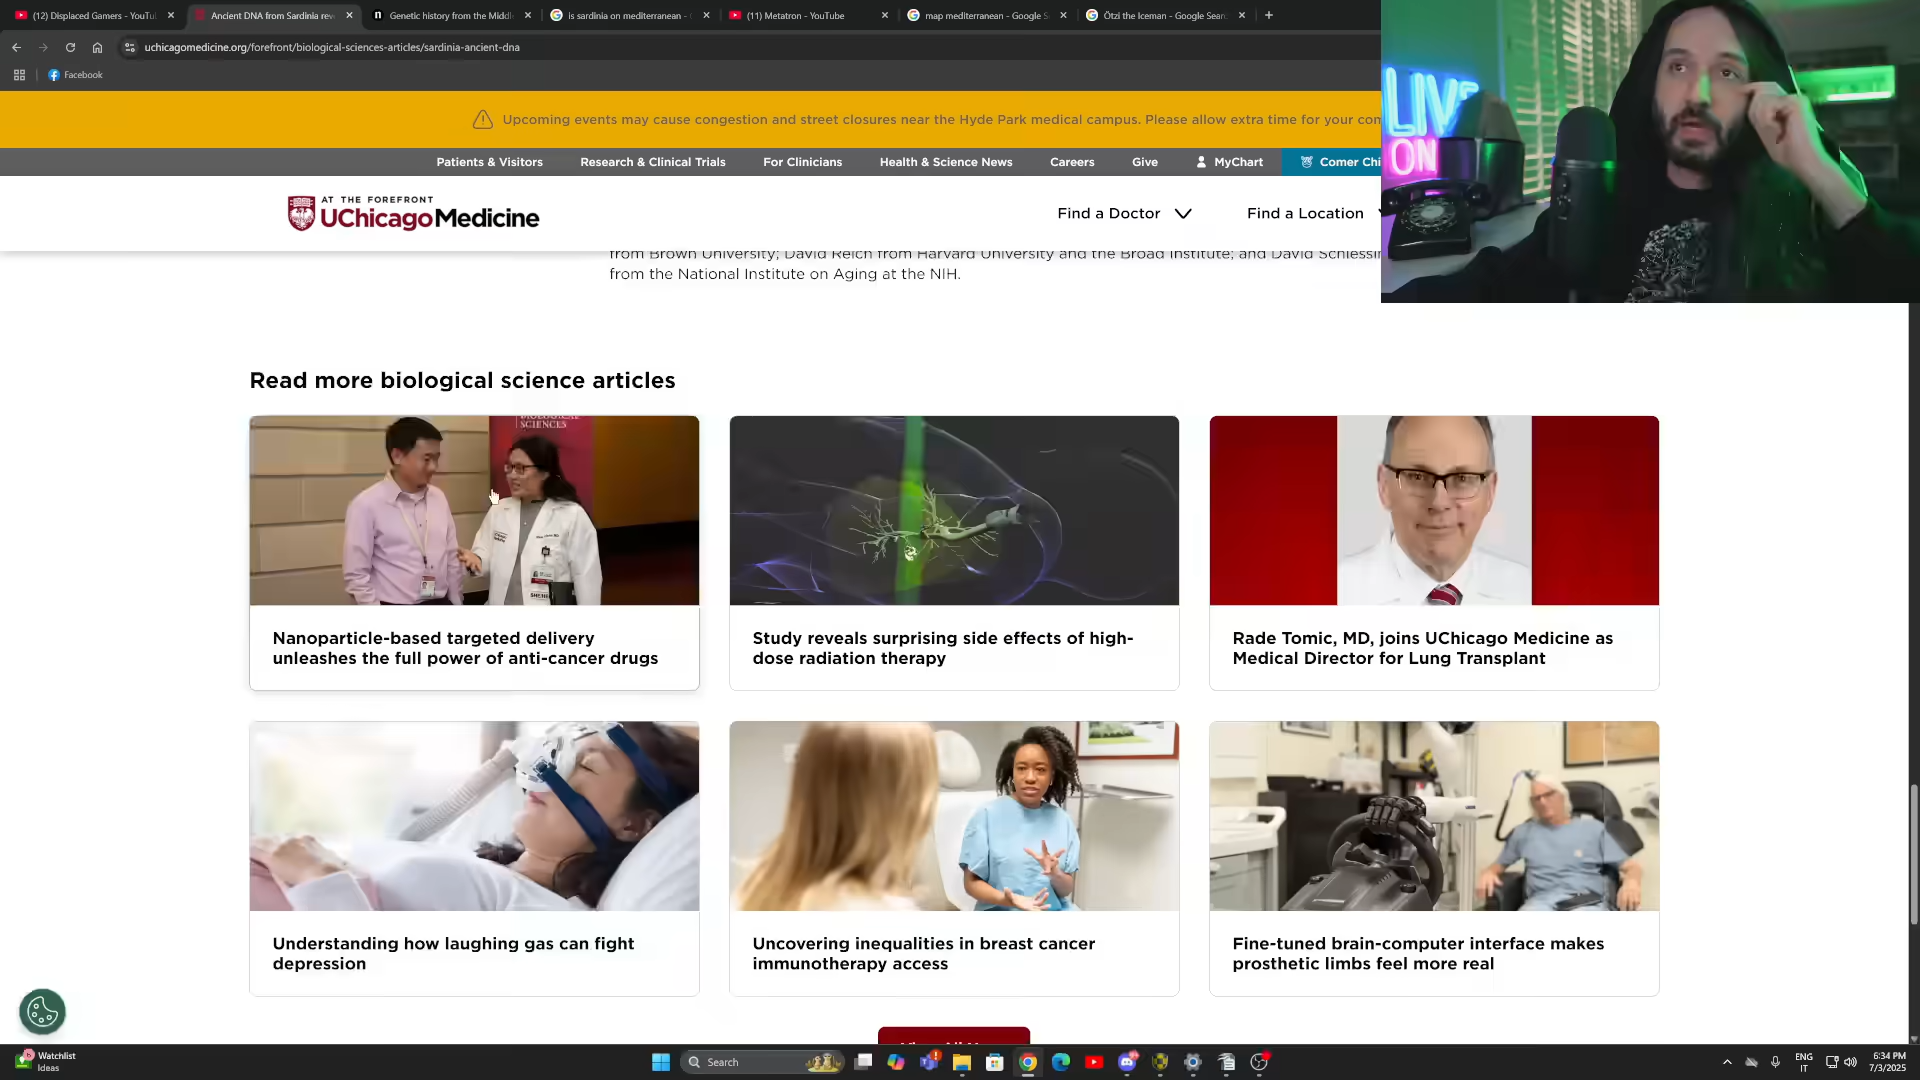 (12) Displaced Gamers - YouTu
Ancient DNA from Sardinia rev
Genetic history from the Middl
is sardinia on mediterranean -
(11) Metatron - YouTube
map mediterranean - Google S
Ötzi the Iceman - Google Sear
uchicagomedicine.org/forefront/biological-sciences-articles/sardinia-ancient-dna
Facebook
Upcoming events may cause congestion and street closures near the Hyde Park medical campus. Please allow extra time for your com
Patients & Visitors
Research & Clinical Trials
For Clinicians
Health & Science News
Careers
Give
MyChart
Comer Chi
LIVE
ON
AT THE FOREFRONT
UChicagoMedicine
Find a Doctor
Find a Location
from Brown University; David Reich from Harvard University and the Broad Institute; and David Schlessin
from the National Institute on Aging at the NIH.
Read more biological science articles
BIOLOGICAL
SCIENCES
Nanoparticle-based targeted delivery
unleashes the full power of anti-cancer drugs
Study reveals surprising side effects of high-
dose radiation therapy
Rade Tomic, MD, joins UChicago Medicine as
Medical Director for Lung Transplant
Understanding how laughing gas can fight
depression
Uncovering inequalities in breast cancer
immunotherapy access
Fine-tuned brain-computer interface makes
prosthetic limbs feel more real
Watchlist
Ideas
Search
ENG
IT
6:34 PM
7/3/2025